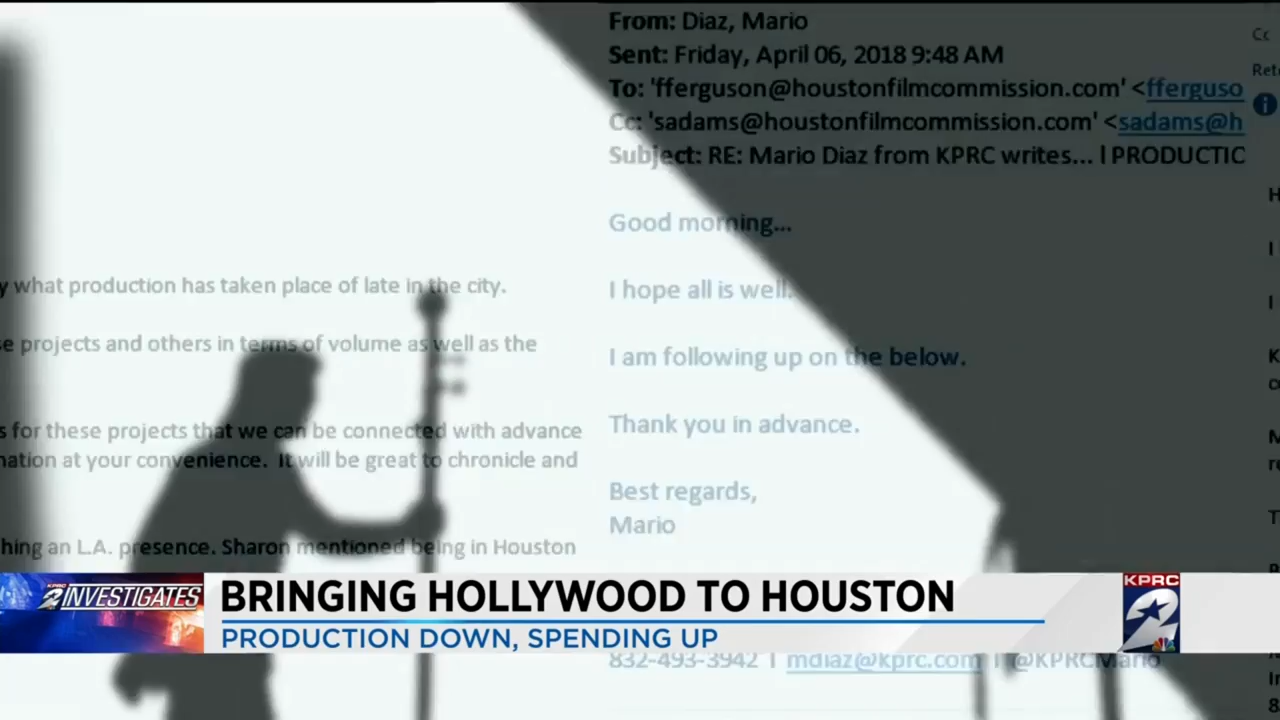 From: Diaz, Mario
Sent: Friday, April 06, 2018 9:48 AM
To: 'fferguson@houstonfilmcommission.com' <fferguso
Cc: 'sadams@houstonfilmcommission.com' <sadams@h
Subject: RE: Mario Diaz from KPRC writes... I PRODUCTIC
Good morning...
I hope all is well.
I am following up on the below.
Thank you in advance.
Best regards,
Mario
832-493-3942 I mdiaz@kprc.com I @KPRCMario
y what production has taken place of late in the city.
se projects and others in terms of volume as well as the
s for these projects that we can be connected with advance
nation at your convenience. It will be great to chronicle and
hing an L.A. presence. Sharon mentioned being in Houston
Cc
Rete
H
I
I
K
c
M
re
T
KPRC 2 INVESTIGATES
BRINGING HOLLYWOOD TO HOUSTON
PRODUCTION DOWN, SPENDING UP
KPRC
2
In
8